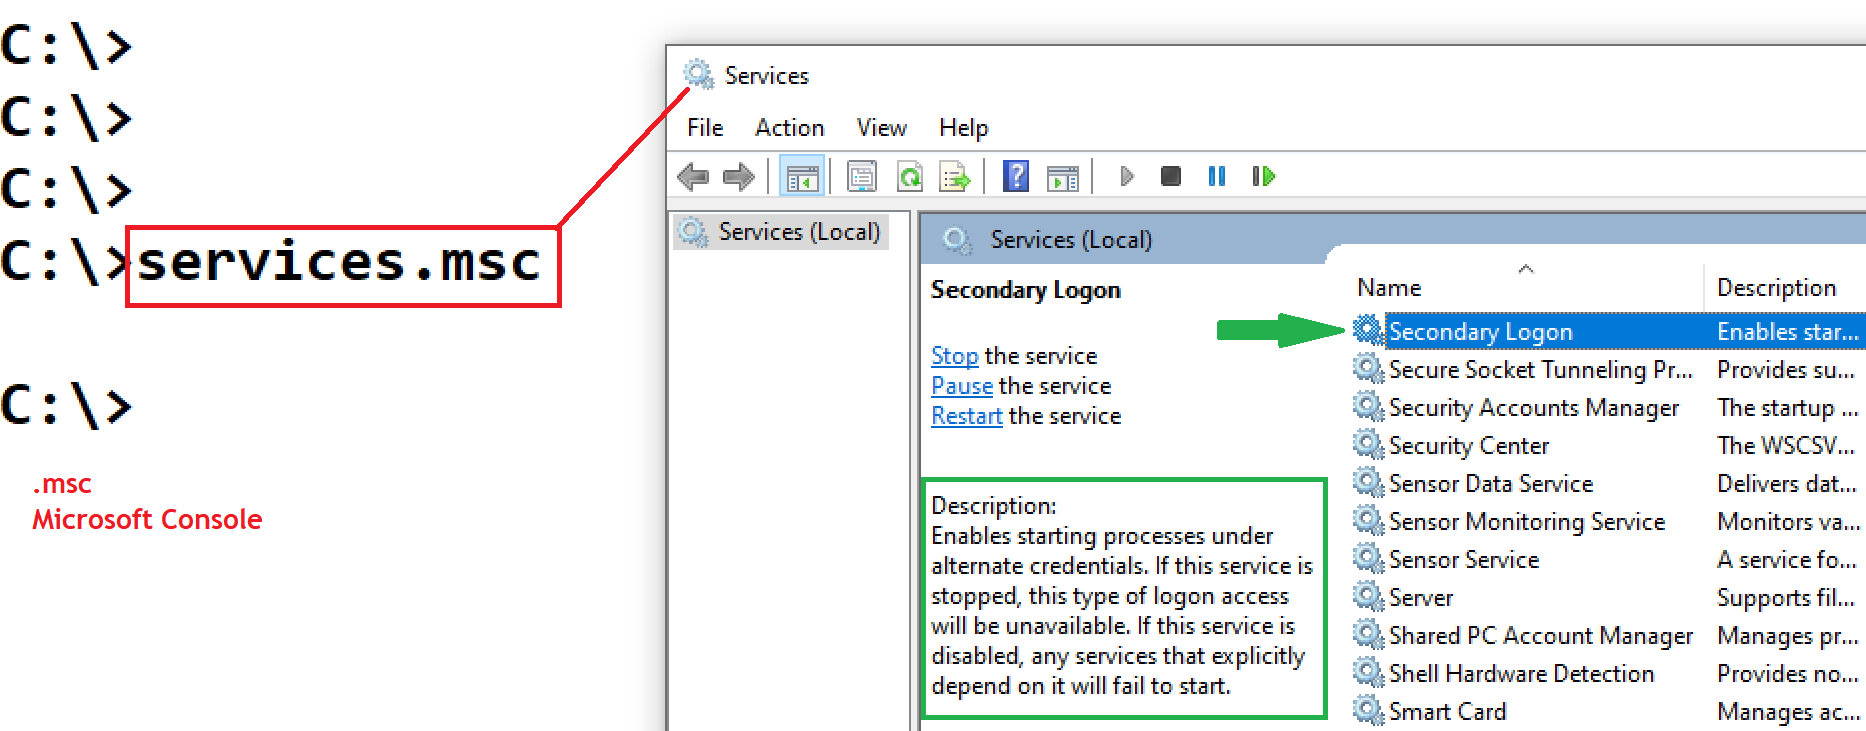 C:\>
C:\>
C:\>
C:\>services.msc
C:\>
.msc
Microsoft Console
Services
File Action View Help
Services (Local)
Services (Local)
Secondary Logon
Stop the service
Pause the service
Restart the service
Description:
Enables starting processes under
alternate credentials. If this service is
stopped, this type of logon access
will be unavailable. If this service is
disabled, any services that explicitly
depend on it will fail to start.
Name Description
Secondary Logon Enables star...
Secure Socket Tunneling Pr... Provides su...
Security Accounts Manager The startup ...
Security Center The WSCSV...
Sensor Data Service Delivers dat...
Sensor Monitoring Service Monitors va...
Sensor Service A service fo...
Server Supports fil...
Shared PC Account Manager Manages pr...
Shell Hardware Detection Provides no...
Smart Card Manages ac...